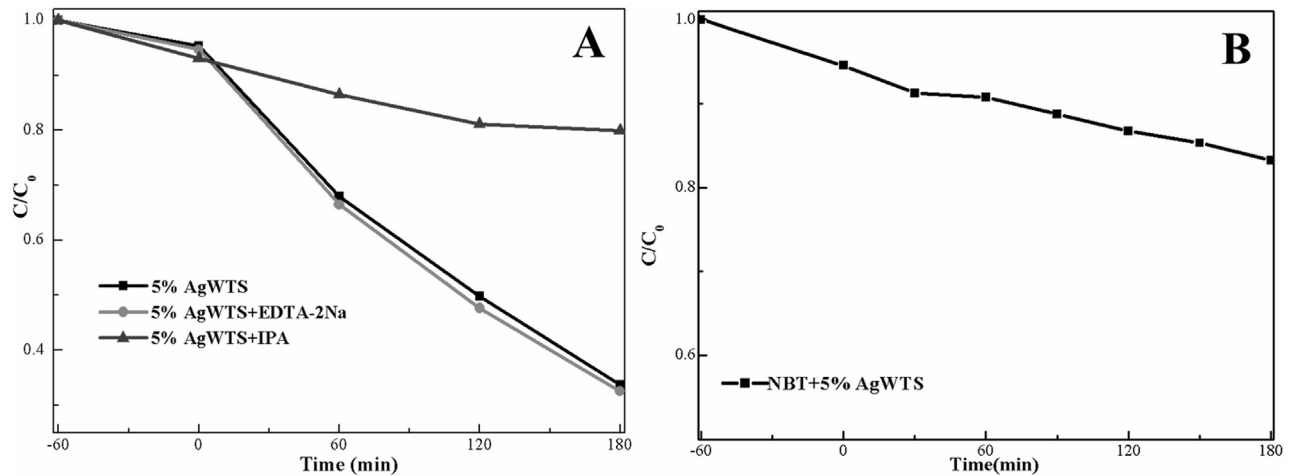 A
1.0
0.8
0.6
0.4
C/C0
5% AgWTS
5% AgWTS+EDTA-2Na
5% AgWTS+IPA
-60
0
60
120
180
Time (min)
B
1.0
0.8
0.6
C/C0
NBT+5% AgWTS
-60
0
60
120
180
Time(min)